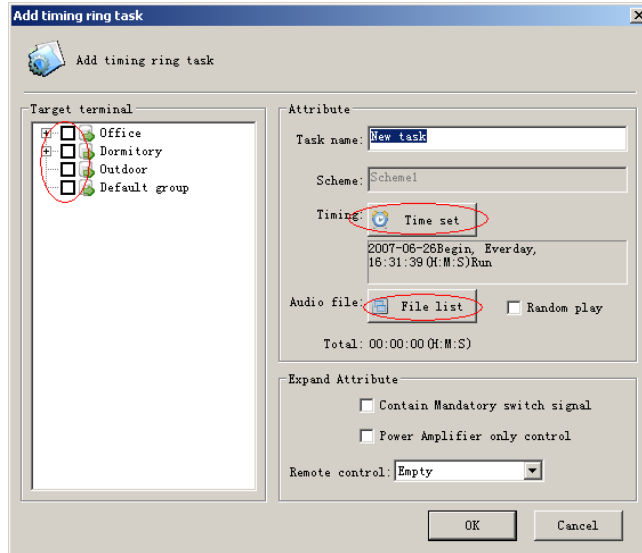 Add timing ring task
Add timing ring task
Target terminal
Office
Dormitory
Outdoor
Default group
Attribute
Task name: New task
Scheme: Scheme1
Timing: Time set
2007-06-26Begin, Everday,
16:31:39(H:M:S)Run
Audio file: File list Random play
Total: 00:00:00(H:M:S)
Expand Attribute
Contain Mandatory switch signal
Power Amplifier only control
Remote control: Empty
OK Cancel